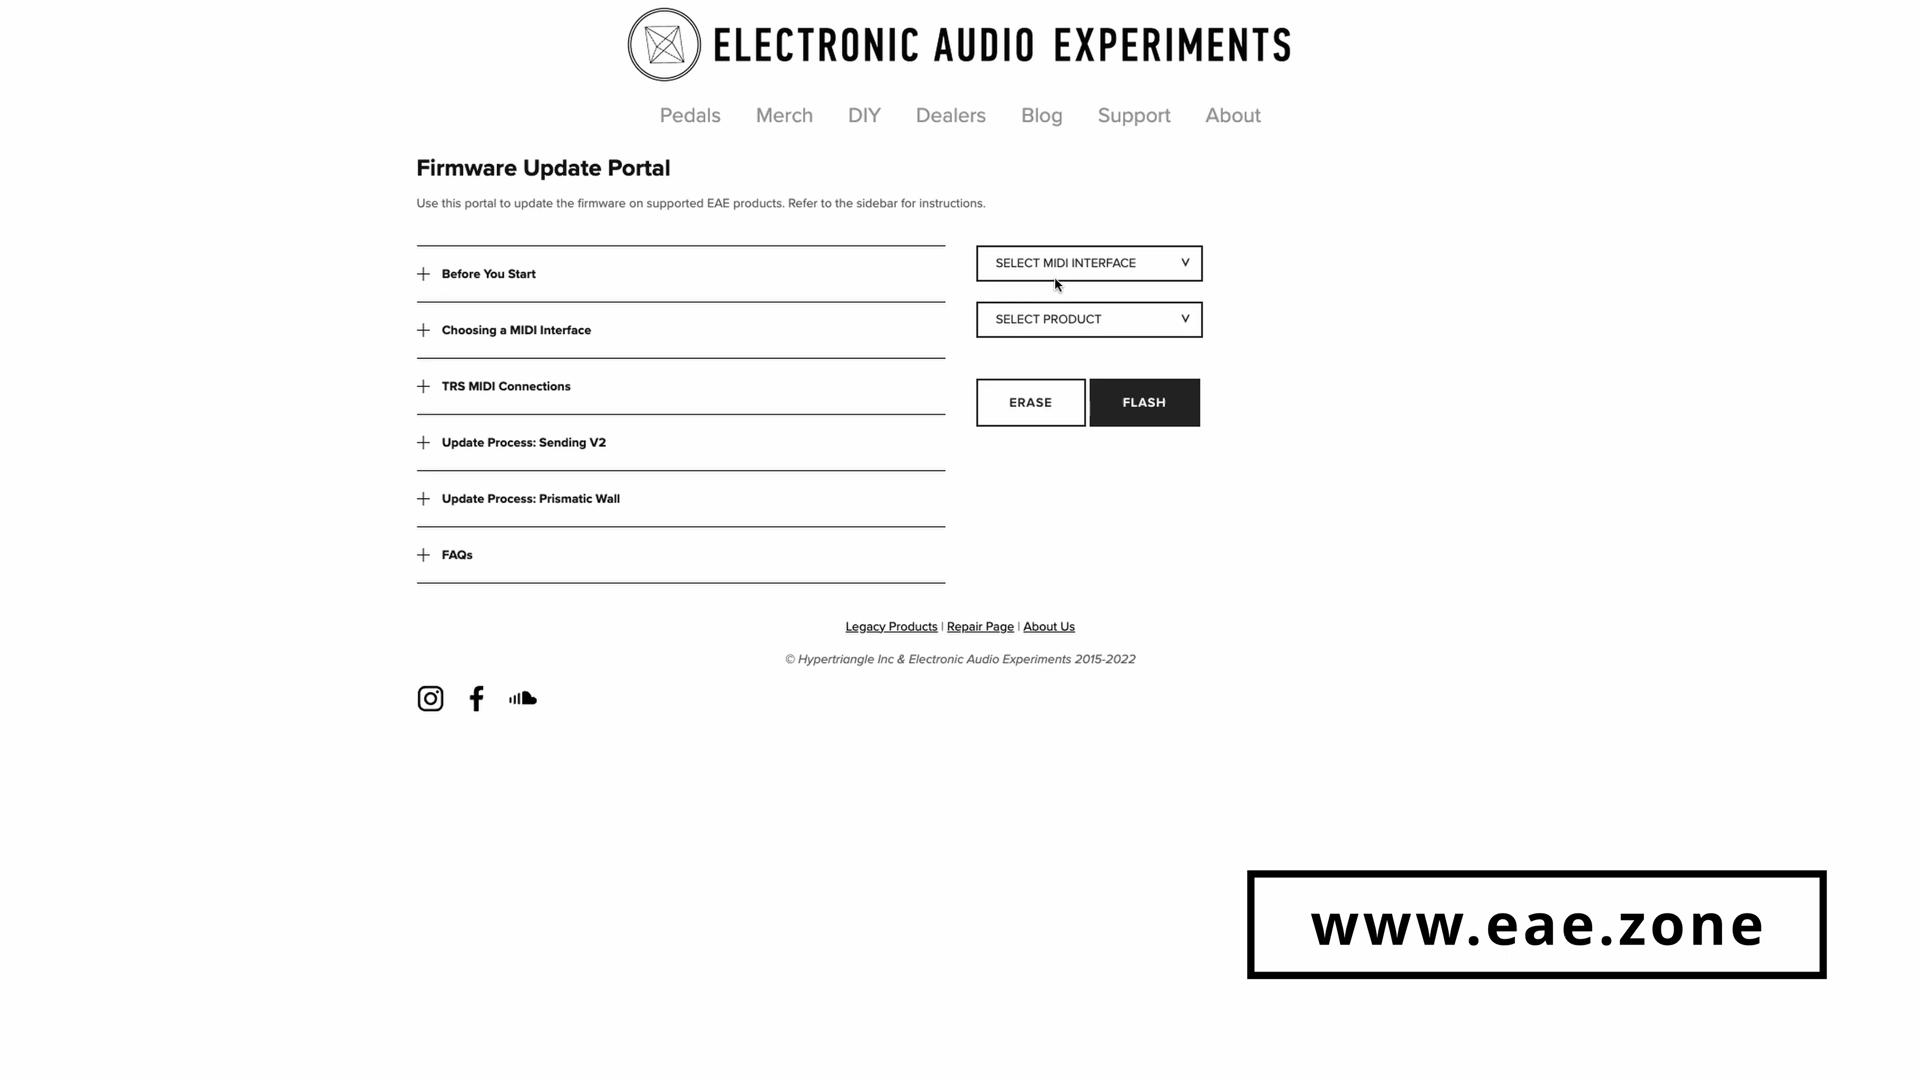 ELECTRONIC AUDIO EXPERIMENTS
Pedals Merch DIY Dealers Blog Support About
Firmware Update Portal
Use this portal to update the firmware on supported EAE products. Refer to the sidebar for instructions.
Before You Start
Choosing a MIDI Interface
TRS MIDI Connections
Update Process: Sending V2
Update Process: Prismatic Wall
FAQs
SELECT MIDI INTERFACE
SELECT PRODUCT
ERASE FLASH
Legacy Products | Repair Page | About Us
© Hypertriangle Inc & Electronic Audio Experiments 2015-2022
www.eae.zone